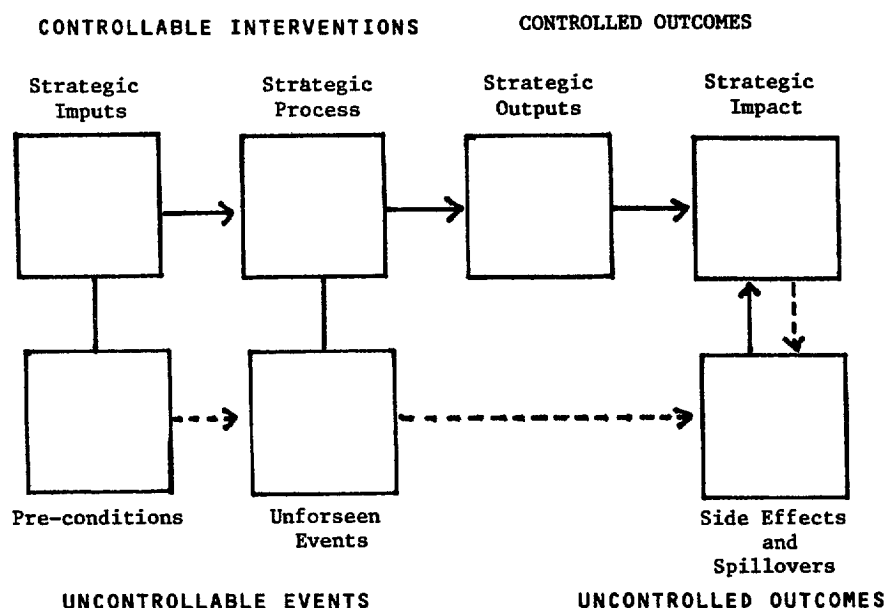 CONTROLLABLE INTERVENTIONS
CONTROLLED OUTCOMES
Strategic
Imputs
Strategic
Process
Strategic
Outputs
Strategic
Impact
Pre-conditions
Unforseen
Events
Side Effects
and
Spillovers
UNCONTROLLABLE EVENTS
UNCONTROLLED OUTCOMES